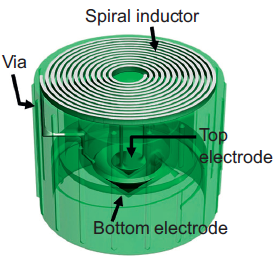 Spiral inductor
Via
Top
electrode
Bottom electrode